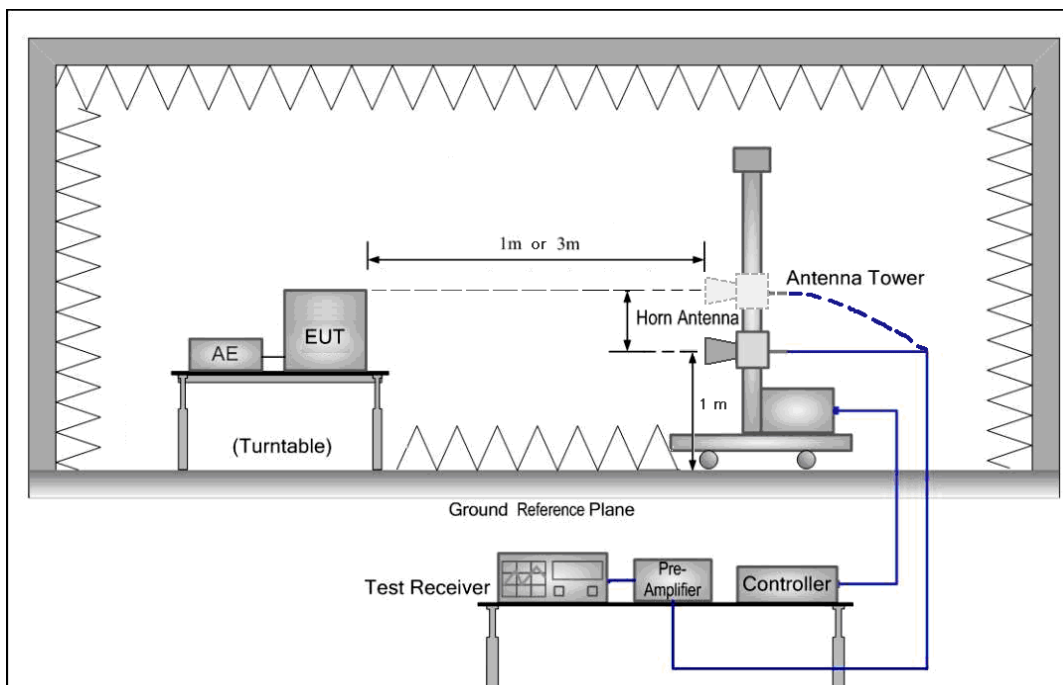 1m or 3m
Antenna Tower
Horn Antenna
EUT
AE
1 m
(Turntable)
Ground Reference Plane
Test Receiver
Pre-
Amplifier
Controller